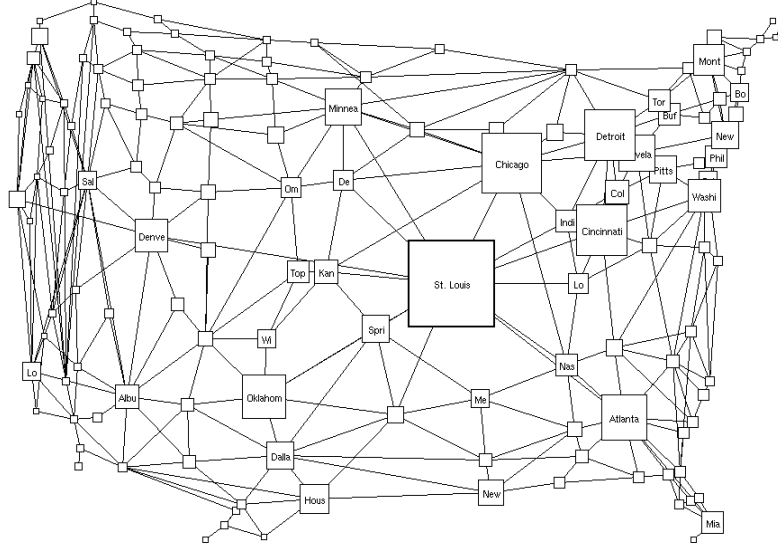 Mont
Bo
Tor
Buf
Minnea
Detroit
New
vela
Phil
Chicago
Pitts
Sal
De
Om
Col
Washi
Indi
Cincinnati
Denve
Top
Kan
St. Louis
Lo
Spri
Wi
Nas
Lo
Albu
Oklahom
Me
Atlanta
Dalla
New
Hous
Mia